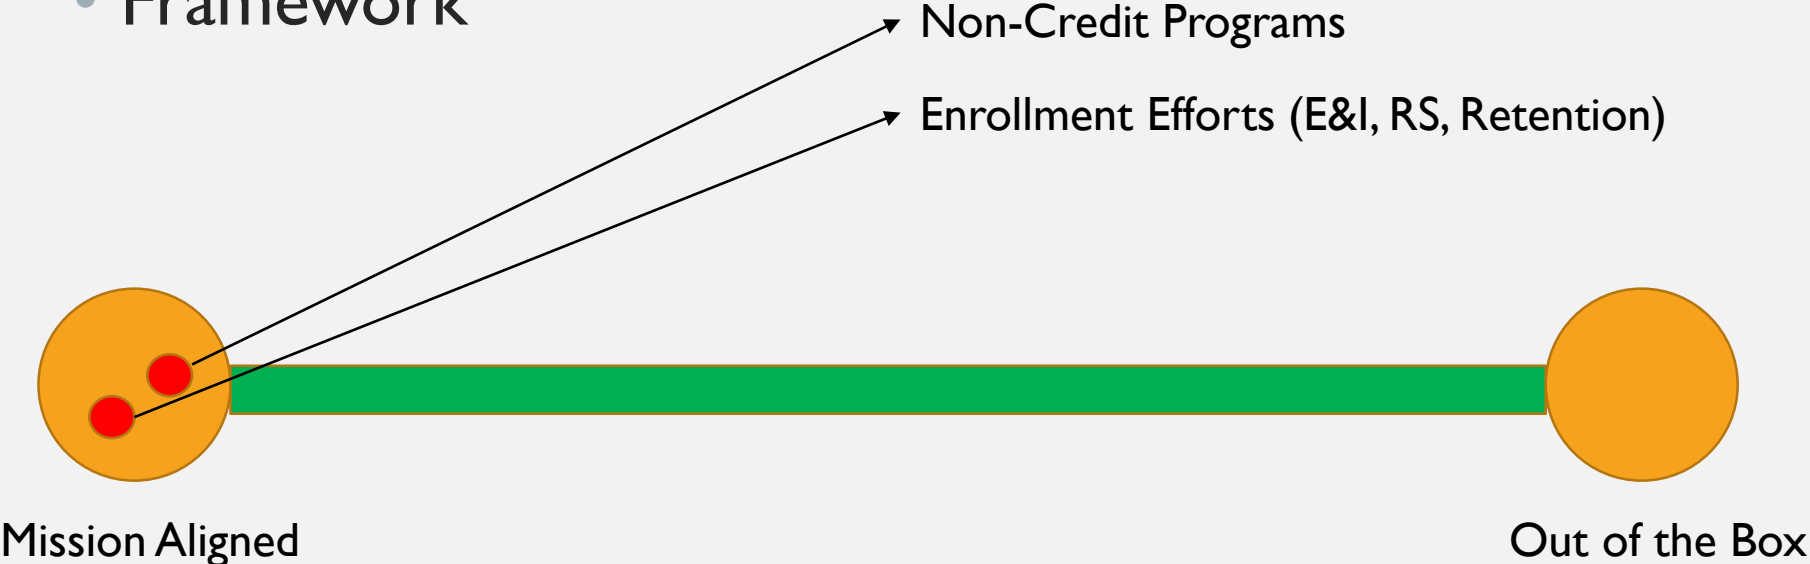 • Framework
Non-Credit Programs
Enrollment Efforts (E&I, RS, Retention)
Mission Aligned
Out of the Box